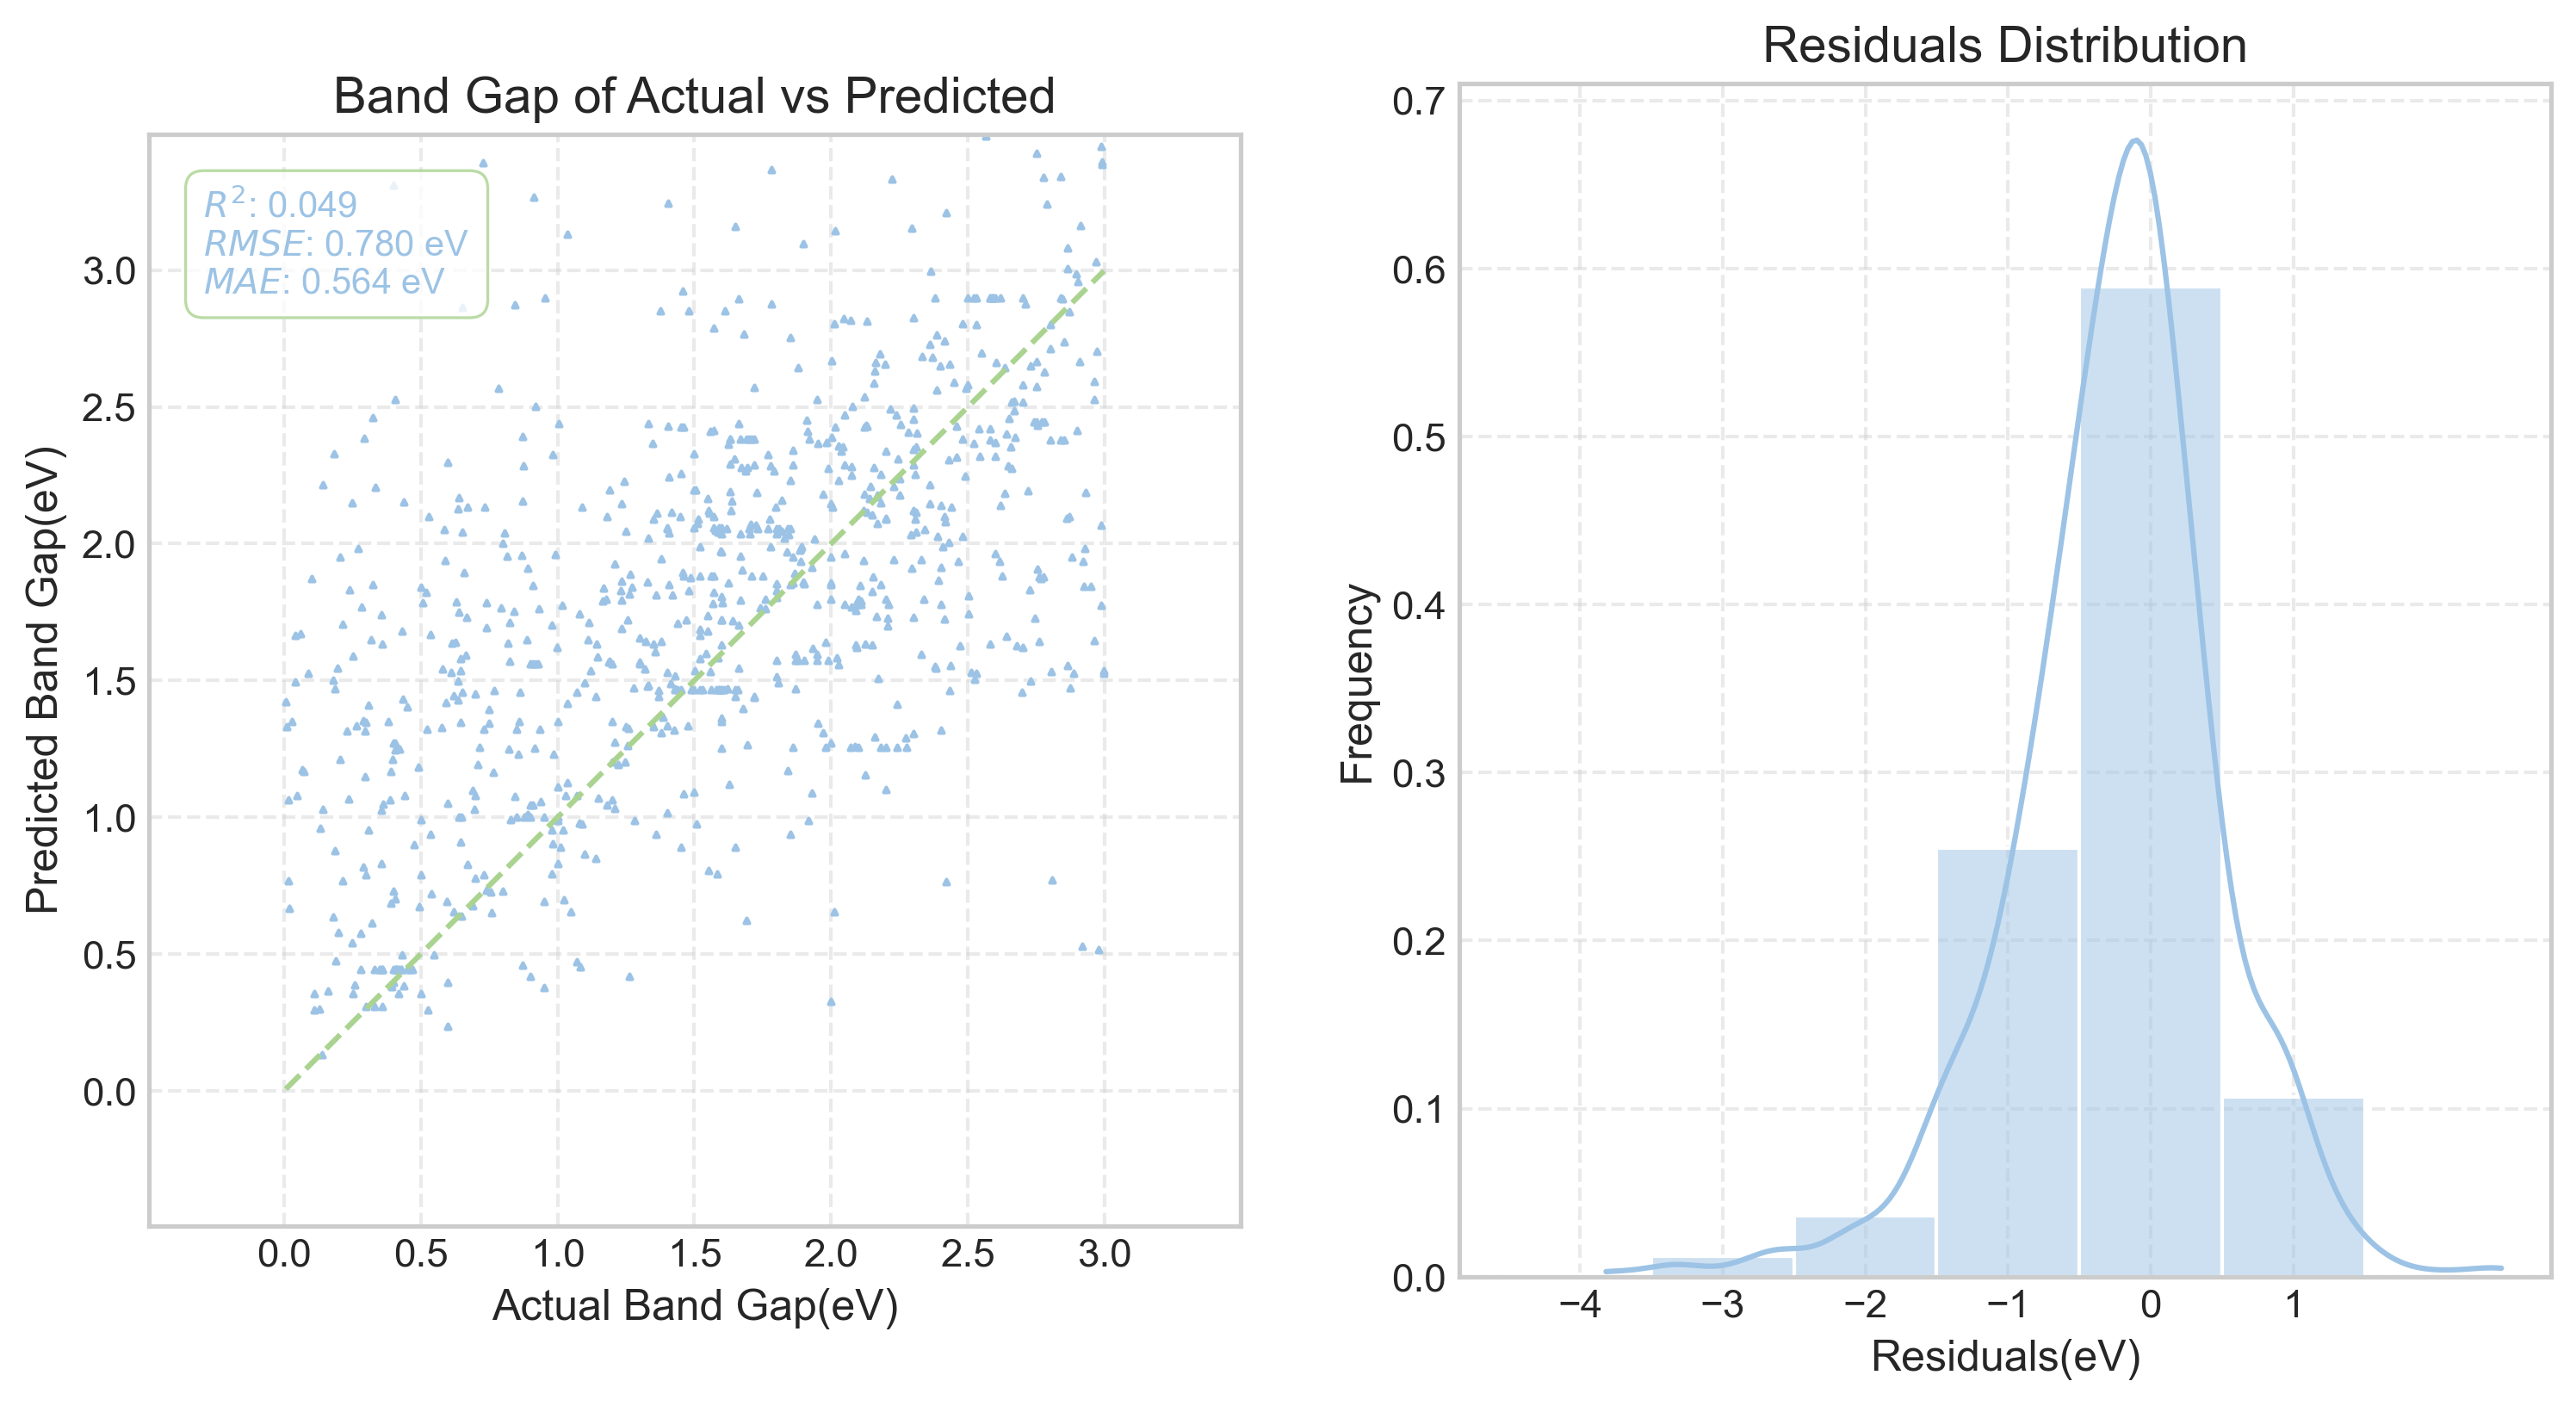 Band Gap of Actual vs Predicted
R²: 0.049
RMSE: 0.780 eV
MAE: 0.564 eV
3.0
2.5
2.0
1.5
1.0
0.5
0.0
Predicted Band Gap(eV)
0.0 0.5 1.0 1.5 2.0 2.5 3.0
Actual Band Gap(eV)
Residuals Distribution
0.7
0.6
0.5
0.4
0.3
0.2
0.1
0.0
Frequency
−4 −3 −2 −1 0 1
Residuals(eV)